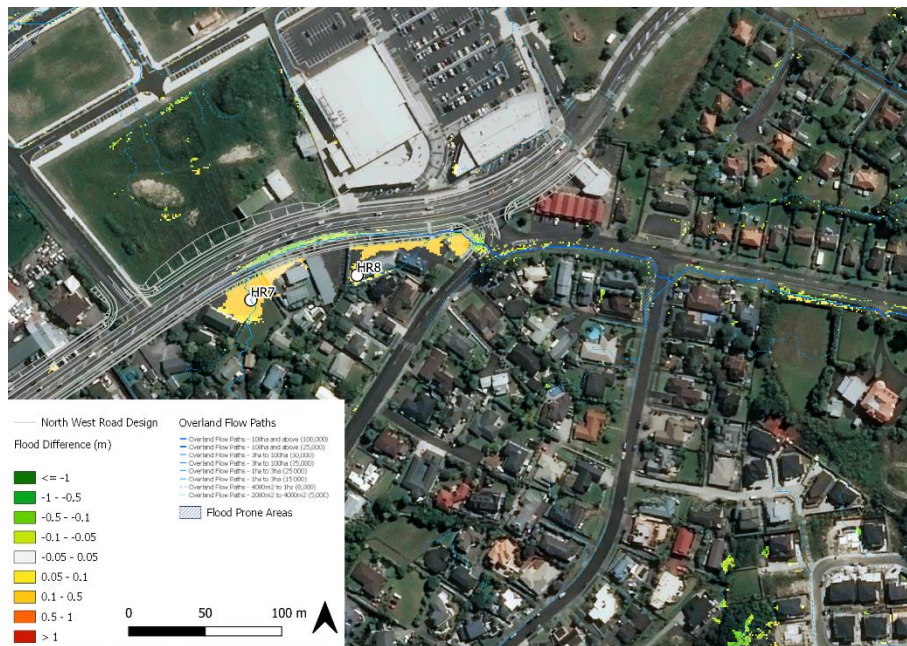 HR8
HR7
North West Road Design
Flood Difference (m)
<= -1
-1 - -0.5
-0.5 - -0.1
-0.1 - -0.05
-0.05 - 0.05
0.05 - 0.1
0.1 - 0.5
0.5 - 1
> 1
Overland Flow Paths
Overland Flow Paths - 100ha and above (100,000)
Overland Flow Paths - 100ha and above (25,000)
Overland Flow Paths - 3ha to 100ha (50,000)
Overland Flow Paths - 3ha to 100ha (25,000)
Overland Flow Paths - 1ha to 3ha (25 000)
Overland Flow Paths - 1ha to 3ha (15 000)
Overland Flow Paths - 4000m2 to 1ha (8,000)
Overland Flow Paths - 2000m2 to 4000m2 (5,000)
Flood Prone Areas
0 50 100 m